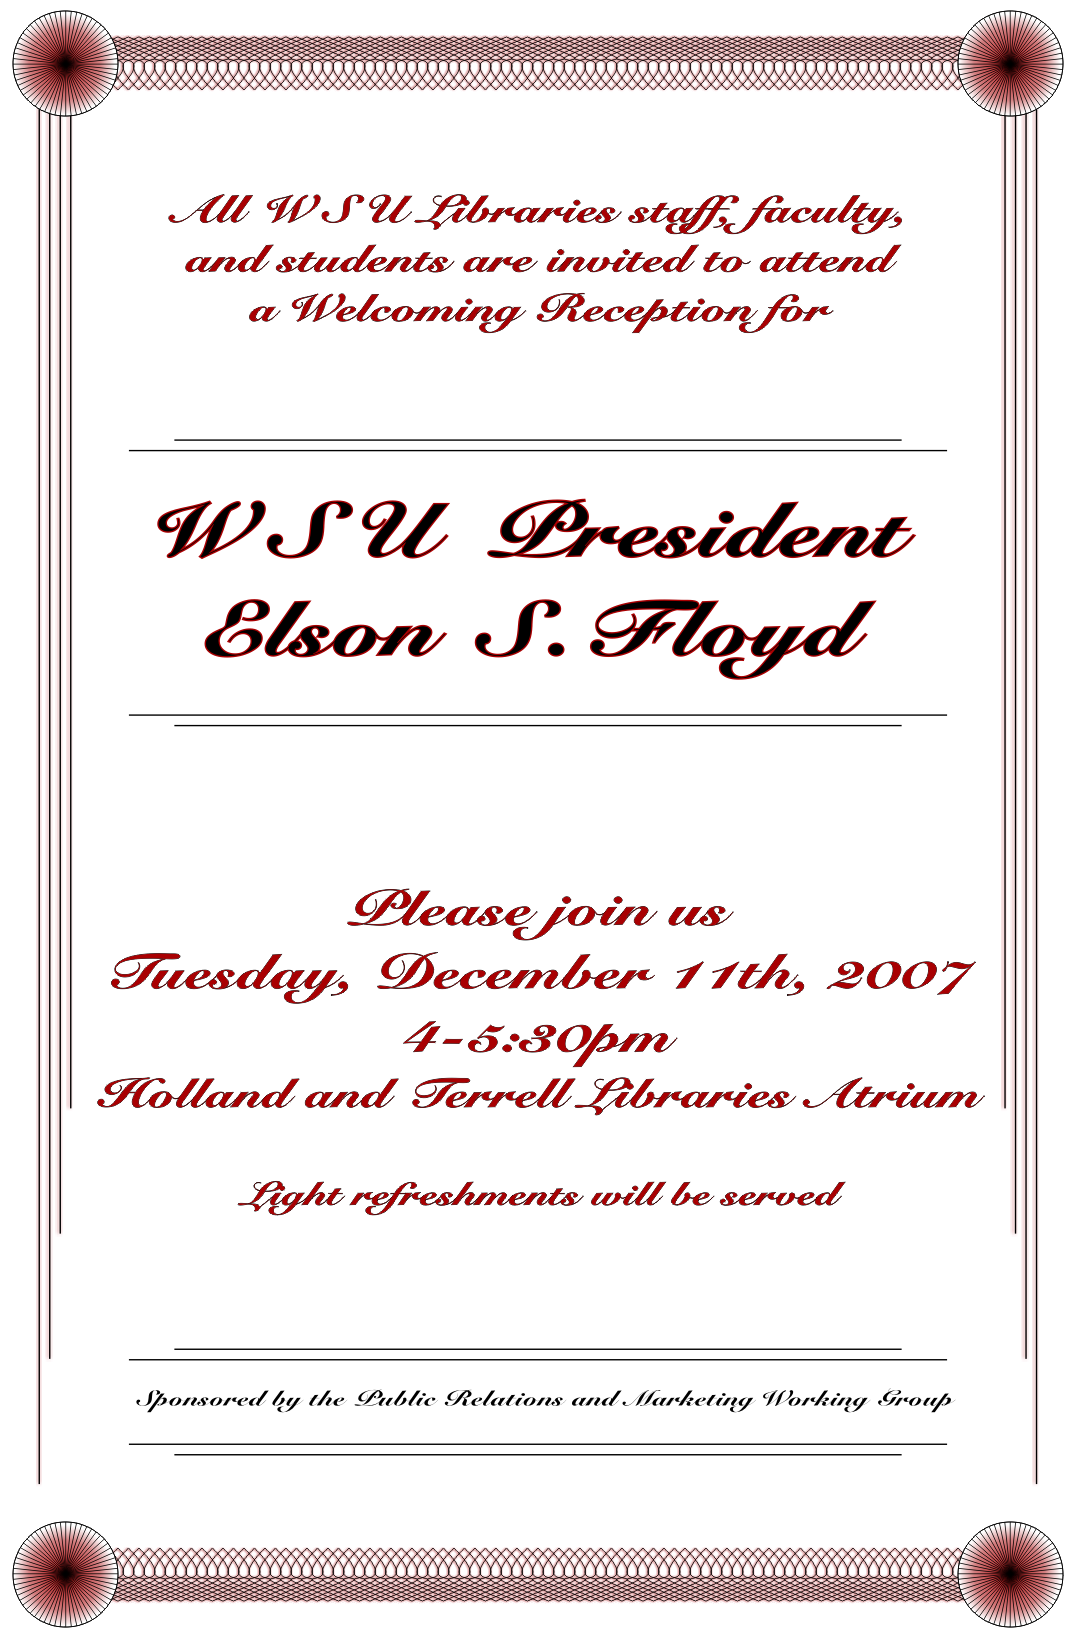 All WSU Libraries staff, faculty,
and students are invited to attend
a Welcoming Reception for
WSU President
Elson S. Floyd
Please join us
Tuesday, December 11th, 2007
4-5:30pm
Holland and Terrell Libraries Atrium
Light refreshments will be served
Sponsored by the Public Relations and Marketing Working Group